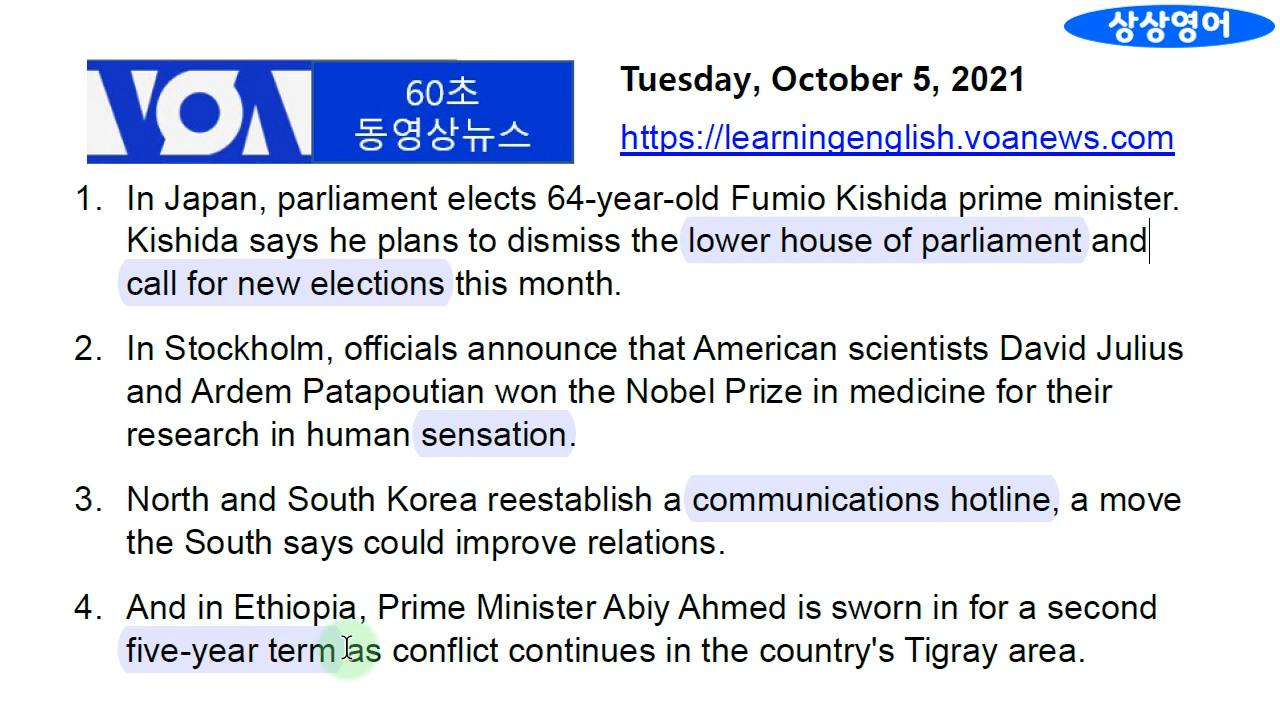 상상영어
VOA
60초
동영상뉴스
Tuesday, October 5, 2021
https://learningenglish.voanews.com
1. In Japan, parliament elects 64-year-old Fumio Kishida prime minister.
Kishida says he plans to dismiss the lower house of parliament and
call for new elections this month.
2. In Stockholm, officials announce that American scientists David Julius
and Ardem Patapoutian won the Nobel Prize in medicine for their
research in human sensation.
3. North and South Korea reestablish a communications hotline, a move
the South says could improve relations.
4. And in Ethiopia, Prime Minister Abiy Ahmed is sworn in for a second
five-year term as conflict continues in the country's Tigray area.